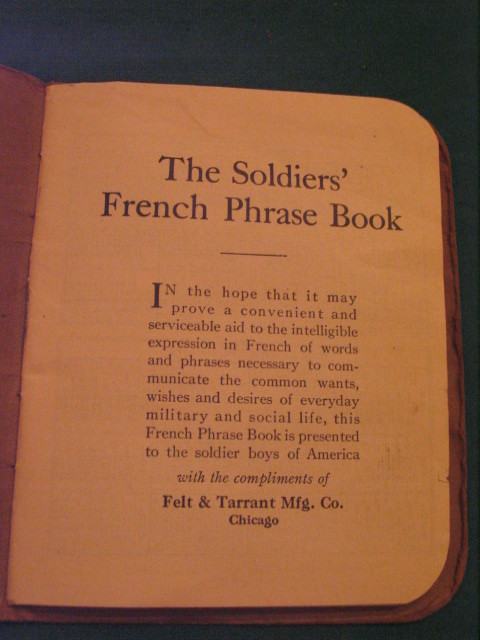 The Soldiers'
French Phrase Book
IN the hope that it may
prove a convenient and
serviceable aid to the intelligible
expression in French of words
and phrases necessary to com-
municate the common wants,
wishes and desires of everyday
military and social life, this
French Phrase Book is presented
to the soldier boys of America
with the compliments of
Felt & Tarrant Mfg. Co.
Chicago